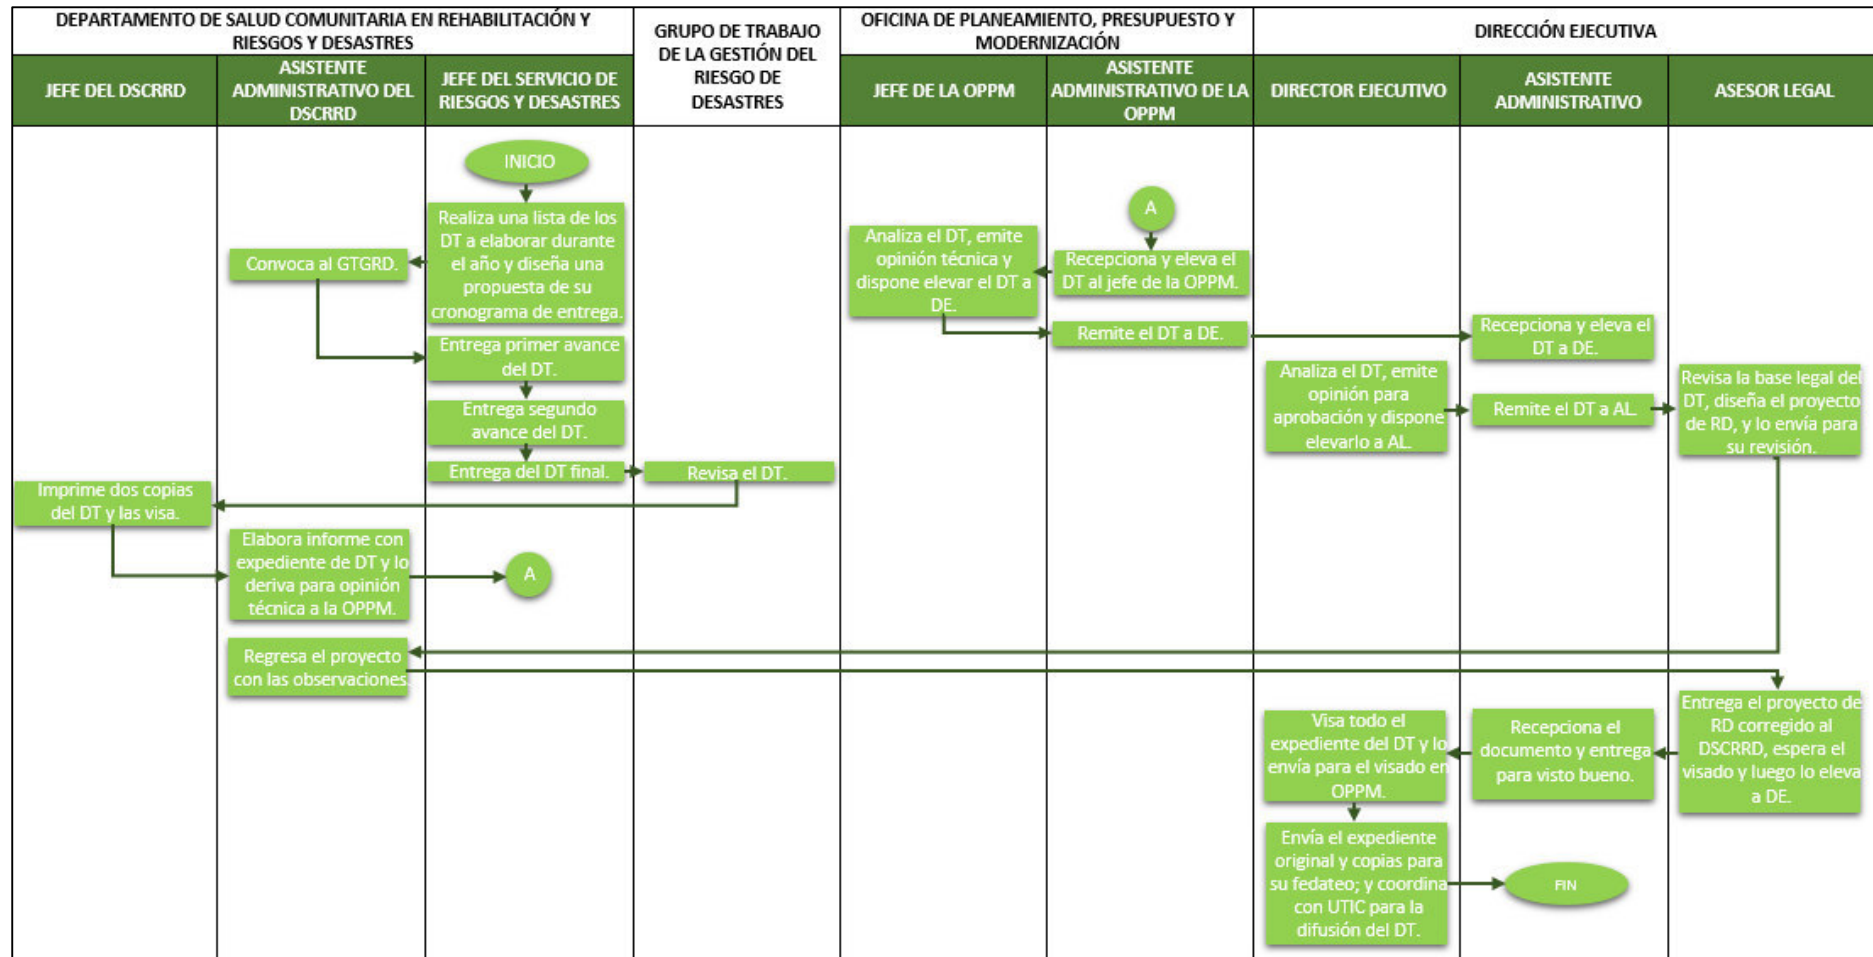 DEPARTAMENTO DE SALUD COMUNITARIA EN REHABILITACIÓN Y
RIESGOS Y DESASTRES
GRUPO DE TRABAJO
DE LA GESTIÓN DEL
RIESGO DE
DESASTRES
OFICINA DE PLANEAMIENTO, PRESUPUESTO Y
MODERNIZACIÓN
DIRECCIÓN EJECUTIVA
JEFE DEL DSCRRD
ASISTENTE
ADMINISTRATIVO DEL
DSCRRD
JEFE DEL SERVICIO DE
RIESGOS Y DESASTRES
JEFE DE LA OPPM
ASISTENTE
ADMINISTRATIVO DE LA
OPPM
DIRECTOR EJECUTIVO
ASISTENTE
ADMINISTRATIVO
ASESOR LEGAL
INICIO
Realiza una lista de los
DT a elaborar durante
el año y diseña una
propuesta de su
cronograma de entrega.
Convoca al GTGRD.
Entrega primer avance
del DT.
Entrega segundo
avance del DT.
Entrega del DT final.
Revisa el DT.
Imprime dos copias
del DT y las visa.
Elabora informe con
expediente de DT y lo
deriva para opinión
técnica a la OPPM.
A
A
Recepciona y eleva el
DT al jefe de la OPPM.
Analiza el DT, emite
opinión técnica y
dispone elevar el DT a
DE.
Remite el DT a DE.
Recepciona y eleva el
DT a DE.
Analiza el DT, emite
opinión para
aprobación y dispone
elevarlo a AL.
Remite el DT a AL.
Revisa la base legal del
DT, diseña el proyecto
de RD, y lo envía para
su revisión.
Regresa el proyecto
con las observaciones.
Entrega el proyecto de
RD corregido al
DSCRRD, espera el
visado y luego lo eleva
a DE.
Recepciona el
documento y entrega
para visto bueno.
Visa todo el
expediente del DT y lo
envía para el visado en
OPPM.
Envía el expediente
original y copias para
su fedateo; y coordina
con UTIC para la
difusión del DT.
FIN